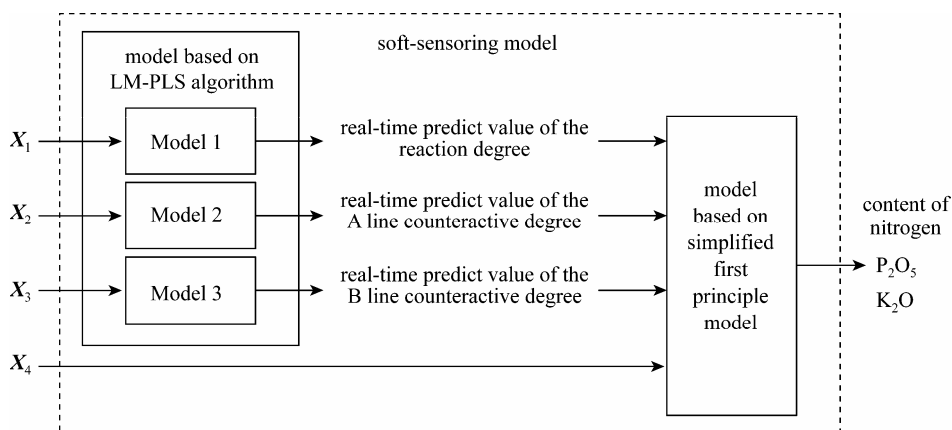 soft-sensoring model
model based on
LM-PLS algorithm
X1
Model 1
real-time predict value of the
reaction degree
X2
Model 2
real-time predict value of the
A line counteractive degree
X3
Model 3
real-time predict value of the
B line counteractive degree
X4
model
based on
simplified
first
principle
model
content of
nitrogen
P2O5
K2O